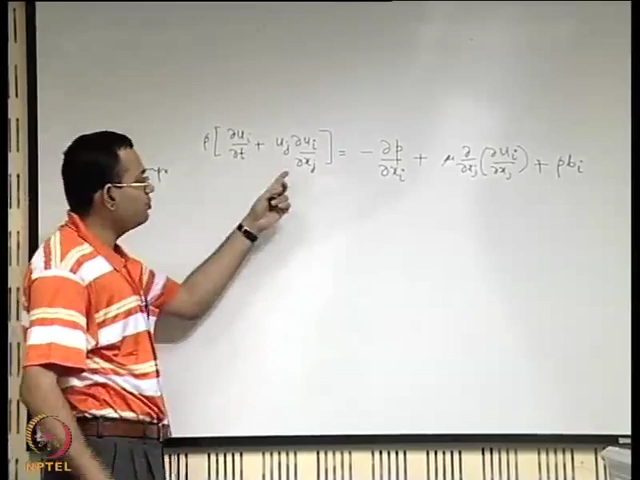 ρ[∂u_i/∂t + u_j ∂u_i/∂x_j] = -∂p/∂x_i + μ ∂/∂x_j(∂u_i/∂x_j) + ρb_i
NPTEL